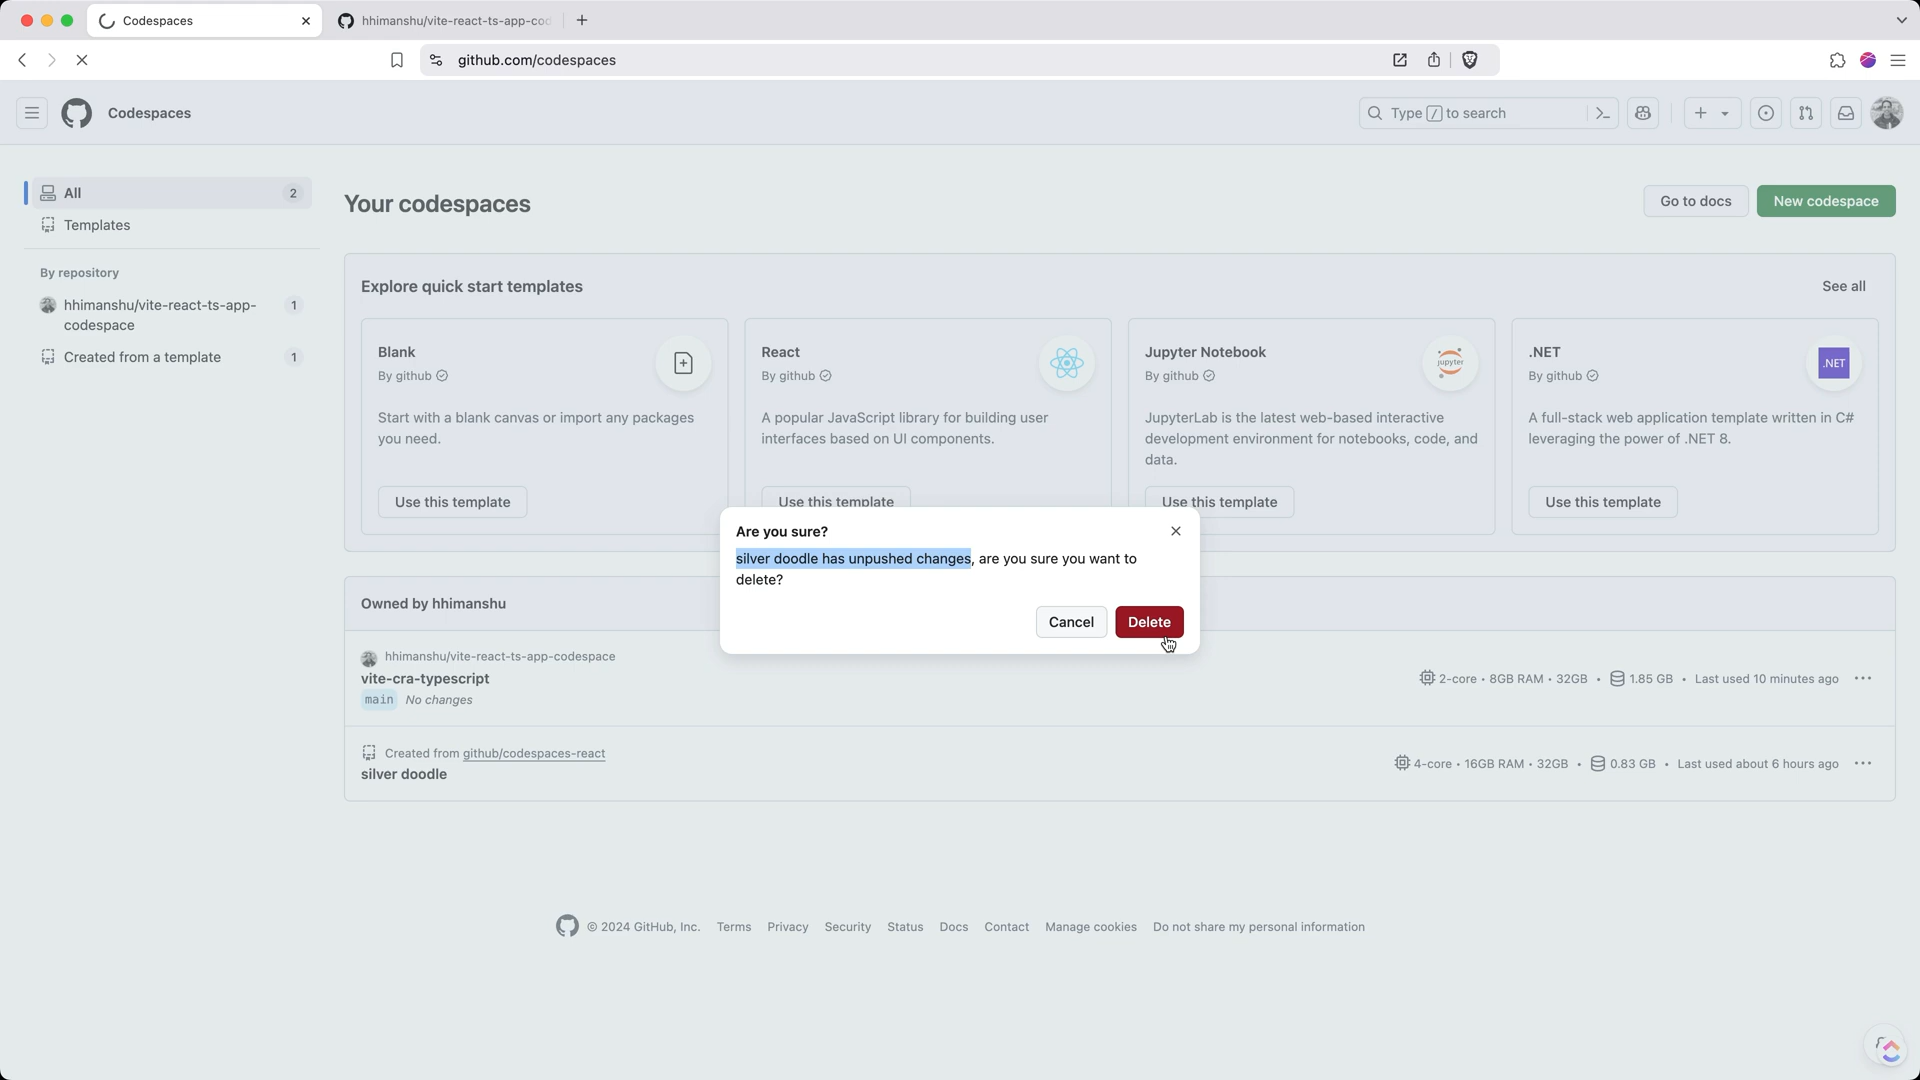 Codespaces
hhimanshu/vite-react-ts-app-cod
github.com/codespaces
Codespaces
Type / to search
All 2
Templates
By repository
hhimanshu/vite-react-ts-app-
codespace 1
Created from a template 1
Your codespaces
Go to docs
New codespace
Explore quick start templates
See all
Blank
By github
Start with a blank canvas or import any packages
you need.
Use this template
React
By github
A popular JavaScript library for building user
interfaces based on UI components.
Use this template
Jupyter Notebook
By github
jupyter
JupyterLab is the latest web-based interactive
development environment for notebooks, code, and
data.
Use this template
.NET
By github
.NET
A full-stack web application template written in C#
leveraging the power of .NET 8.
Use this template
Are you sure?
silver doodle has unpushed changes, are you sure you want to
delete?
Cancel
Delete
Owned by hhimanshu
hhimanshu/vite-react-ts-app-codespace
vite-cra-typescript
main No changes
2-core • 8GB RAM • 32GB • 1.85 GB • Last used 10 minutes ago
Created from github/codespaces-react
silver doodle
4-core • 16GB RAM • 32GB • 0.83 GB • Last used about 6 hours ago
© 2024 GitHub, Inc. Terms Privacy Security Status Docs Contact Manage cookies Do not share my personal information